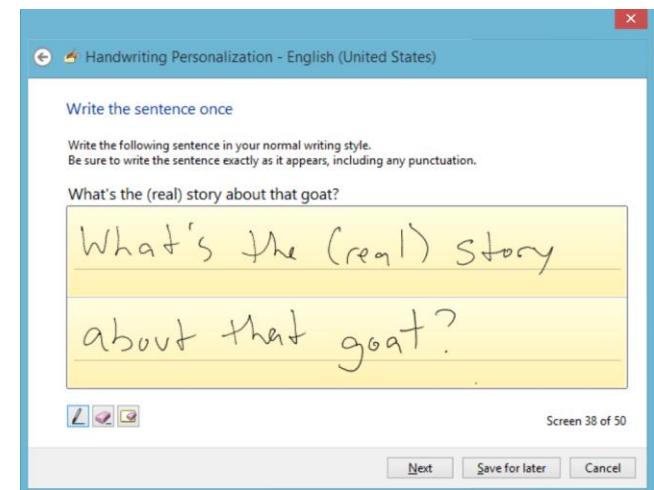 Handwriting Personalization - English (United States)
Write the sentence once
Write the following sentence in your normal writing style.
Be sure to write the sentence exactly as it appears, including any punctuation.
What's the (real) story about that goat?
What's the (real) story
about that goat?
Screen 38 of 50
Next Save for later Cancel